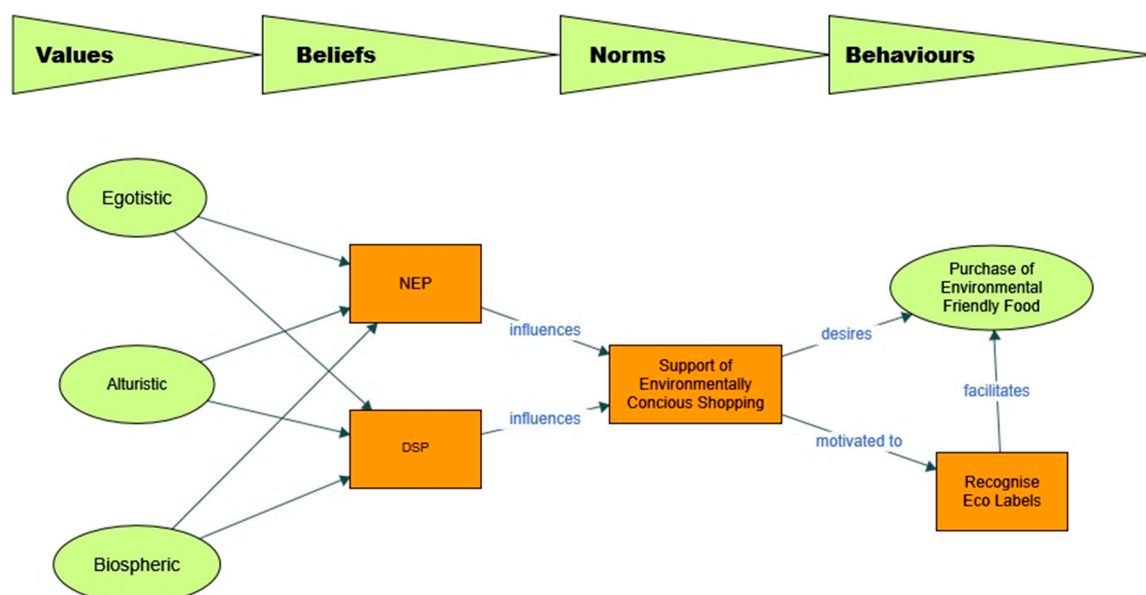 Values
Beliefs
Norms
Behaviours
Egotistic
NEP
Purchase of
Environmental
Friendly Food
influences
desires
Alturistic
Support of
Environmentally
Concious Shopping
facilitates
DSP
influences
motivated to
Recognise
Eco Labels
Biospheric